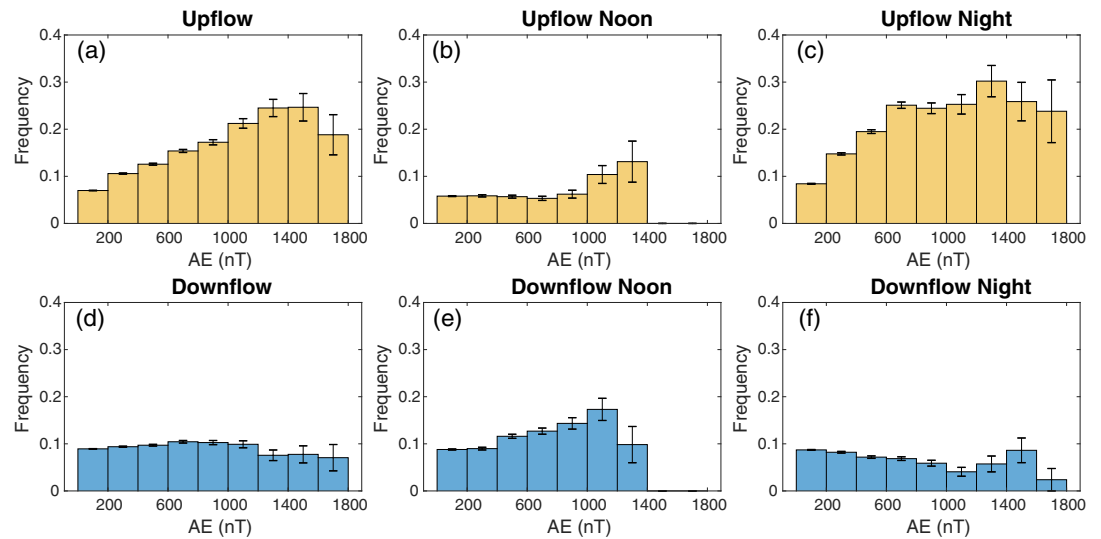 Upflow
Upflow Noon
Upflow Night
(a)
(b)
(c)
Frequency
Frequency
Frequency
0.4
0.3
0.2
0.1
0
0.4
0.3
0.2
0.1
0
0.4
0.3
0.2
0.1
0
200 600 1000 1400 1800
200 600 1000 1400 1800
200 600 1000 1400 1800
AE (nT)
AE (nT)
AE (nT)
Downflow
Downflow Noon
Downflow Night
(d)
(e)
(f)
Frequency
Frequency
Frequency
0.4
0.3
0.2
0.1
0
0.4
0.3
0.2
0.1
0
0.4
0.3
0.2
0.1
0
200 600 1000 1400 1800
200 600 1000 1400 1800
200 600 1000 1400 1800
AE (nT)
AE (nT)
AE (nT)